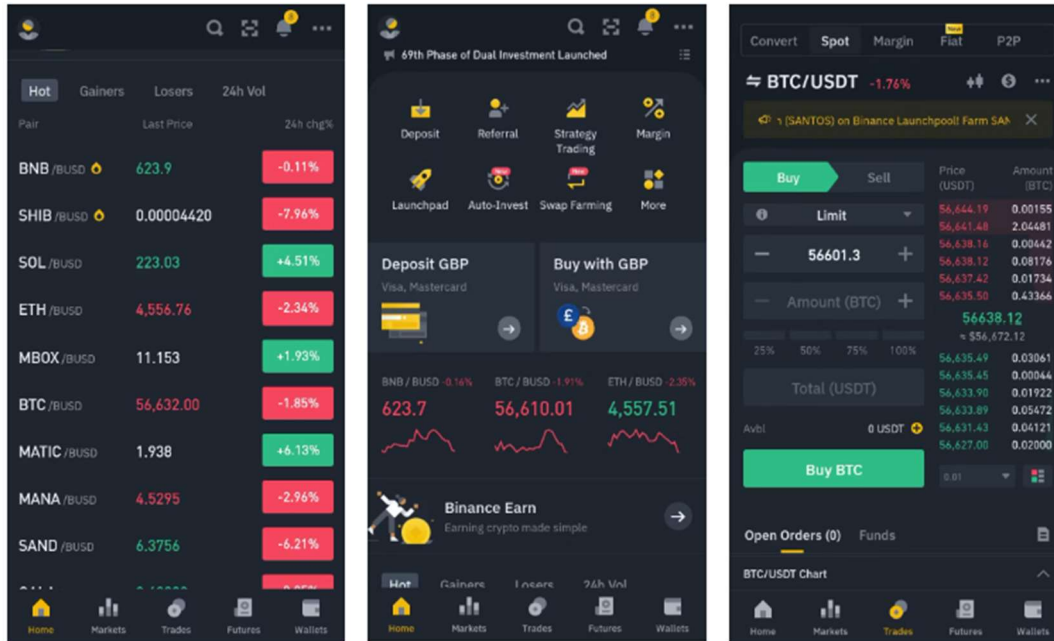 Hot Gainers Losers 24h Vol
Pair Last Price 24h chg%
BNB /BUSD 623.9 -0.11%
SHIB /BUSD 0.00004420 -7.96%
SOL /BUSD 223.03 +4.51%
ETH /BUSD 4,556.76 -2.34%
MBOX /BUSD 11.153 +1.93%
BTC /BUSD 56,632.00 -1.85%
MATIC /BUSD 1.938 +6.13%
MANA /BUSD 4.5295 -2.96%
SAND /BUSD 6.3756 -6.21%
Home Markets Trades Futures Wallets
69th Phase of Dual Investment Launched
Deposit Referral Strategy Trading Margin
New New
Launchpad Auto-Invest Swap Farming More
Deposit GBP
Visa, Mastercard
Buy with GBP
Visa, Mastercard
BNB / BUSD -0.16% BTC / BUSD -1.91% ETH / BUSD -2.35%
623.7 56,610.01 4,557.51
Binance Earn
Earning crypto made simple
Hot Gainers Losers 24h Vol
Home Markets Trades Futures Wallets
Convert Spot Margin Fiat P2P
BTC/USDT -1.76%
(SANTOS) on Binance Launchpool! Farm SAN
Buy Sell
Limit
56601.3
Amount (BTC)
25% 50% 75% 100%
Total (USDT)
Avbl 0 USDT
Buy BTC
Price (USDT) Amount (BTC)
56,644.19 0.00155
56,641.48 2.04481
56,638.16 0.00442
56,638.12 0.08176
56,637.42 0.01734
56,635.50 0.43366
56638.12
≈ $56,672.12
56,635.49 0.03061
56,635.45 0.00044
56,633.90 0.01922
56,633.89 0.05472
56,631.43 0.04121
56,627.00 0.02000
0.01
Open Orders (0) Funds
BTC/USDT Chart
Home Markets Trades Futures Wallets